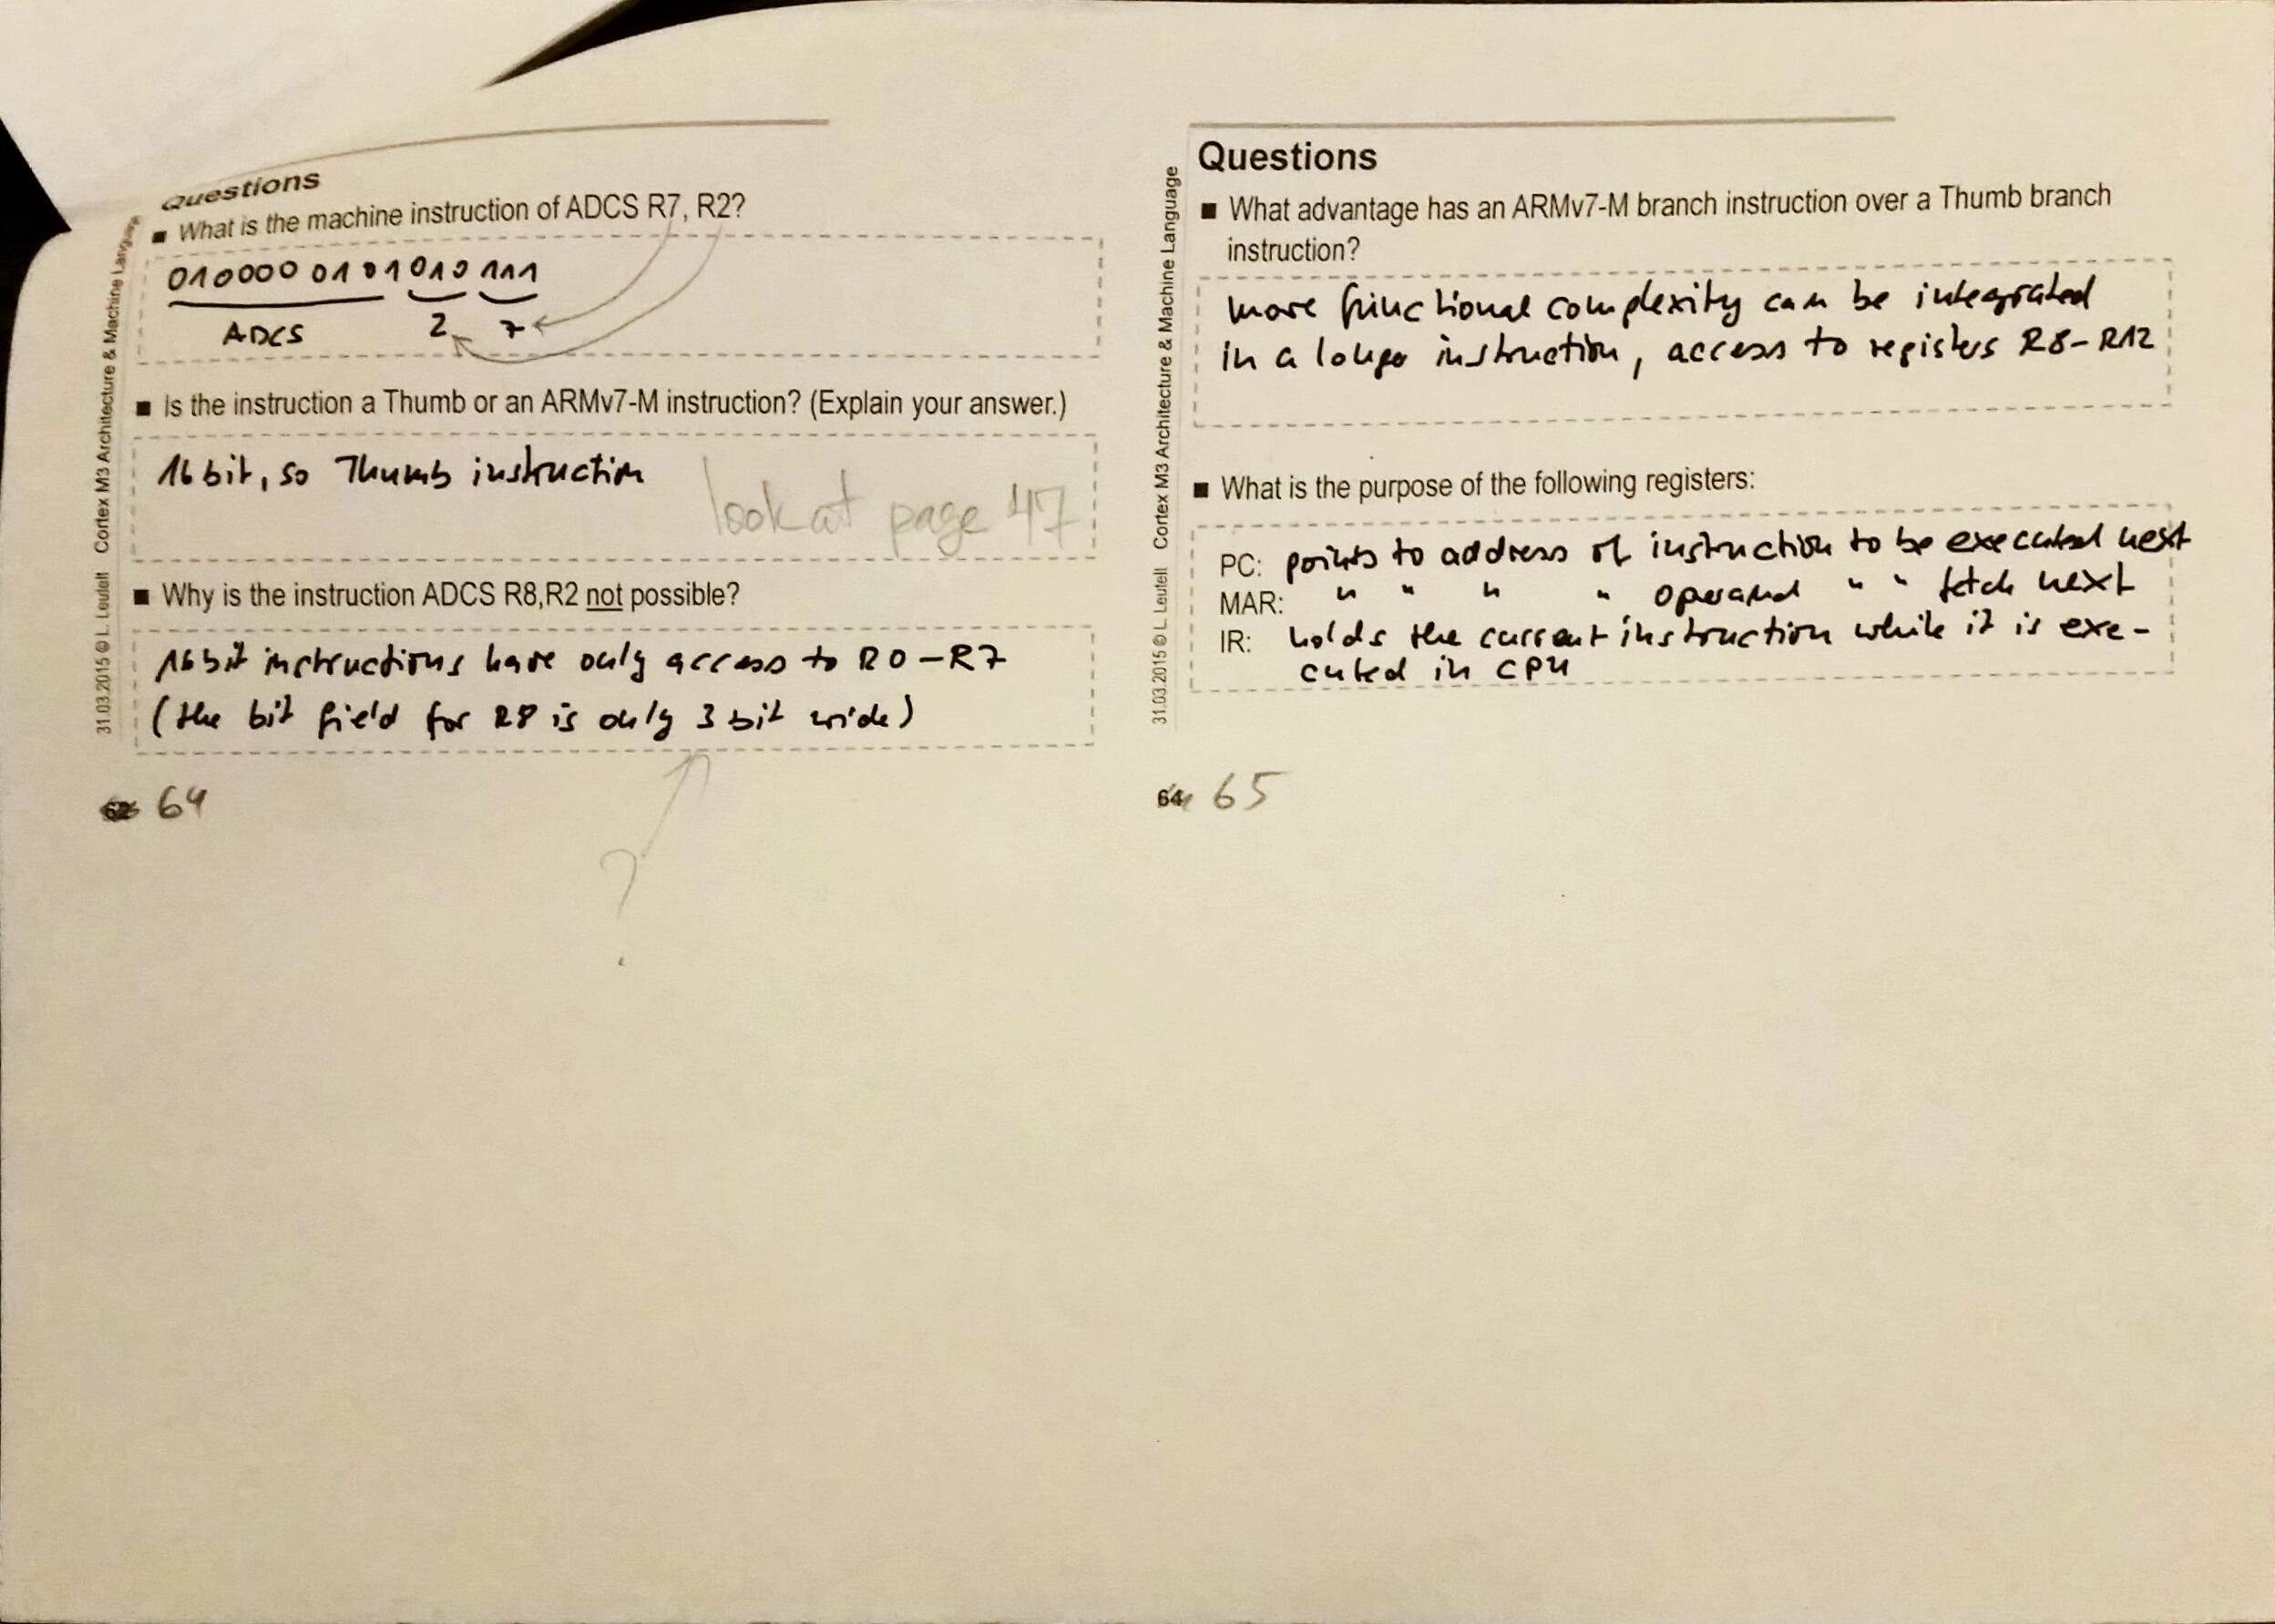 Questions
■ What is the machine instruction of ADCS R7, R2?
010000 0101 010 111
ADCS 2 7
■ Is the instruction a Thumb or an ARMv7-M instruction? (Explain your answer.)
16 bit, so Thumb instruction
look at page 47
■ Why is the instruction ADCS R8,R2 not possible?
16 bit instructions have only access to R0–R7
(the bit field for R8 is only 3 bit wide)
?
64
31.03.2015 © L. Leutelt Cortex M3 Architecture & Machine Language
Questions
■ What advantage has an ARMv7-M branch instruction over a Thumb branch
instruction?
more functional complexity can be integrated
in a longer instruction, access to registers R8–R12
■ What is the purpose of the following registers:
PC: points to address of instruction to be executed next
MAR: " " " " operand " " fetch next
IR: holds the current instruction while it is exe-
cuted in CPU
64 65
31.03.2015 © L. Leutelt Cortex M3 Architecture & Machine Language